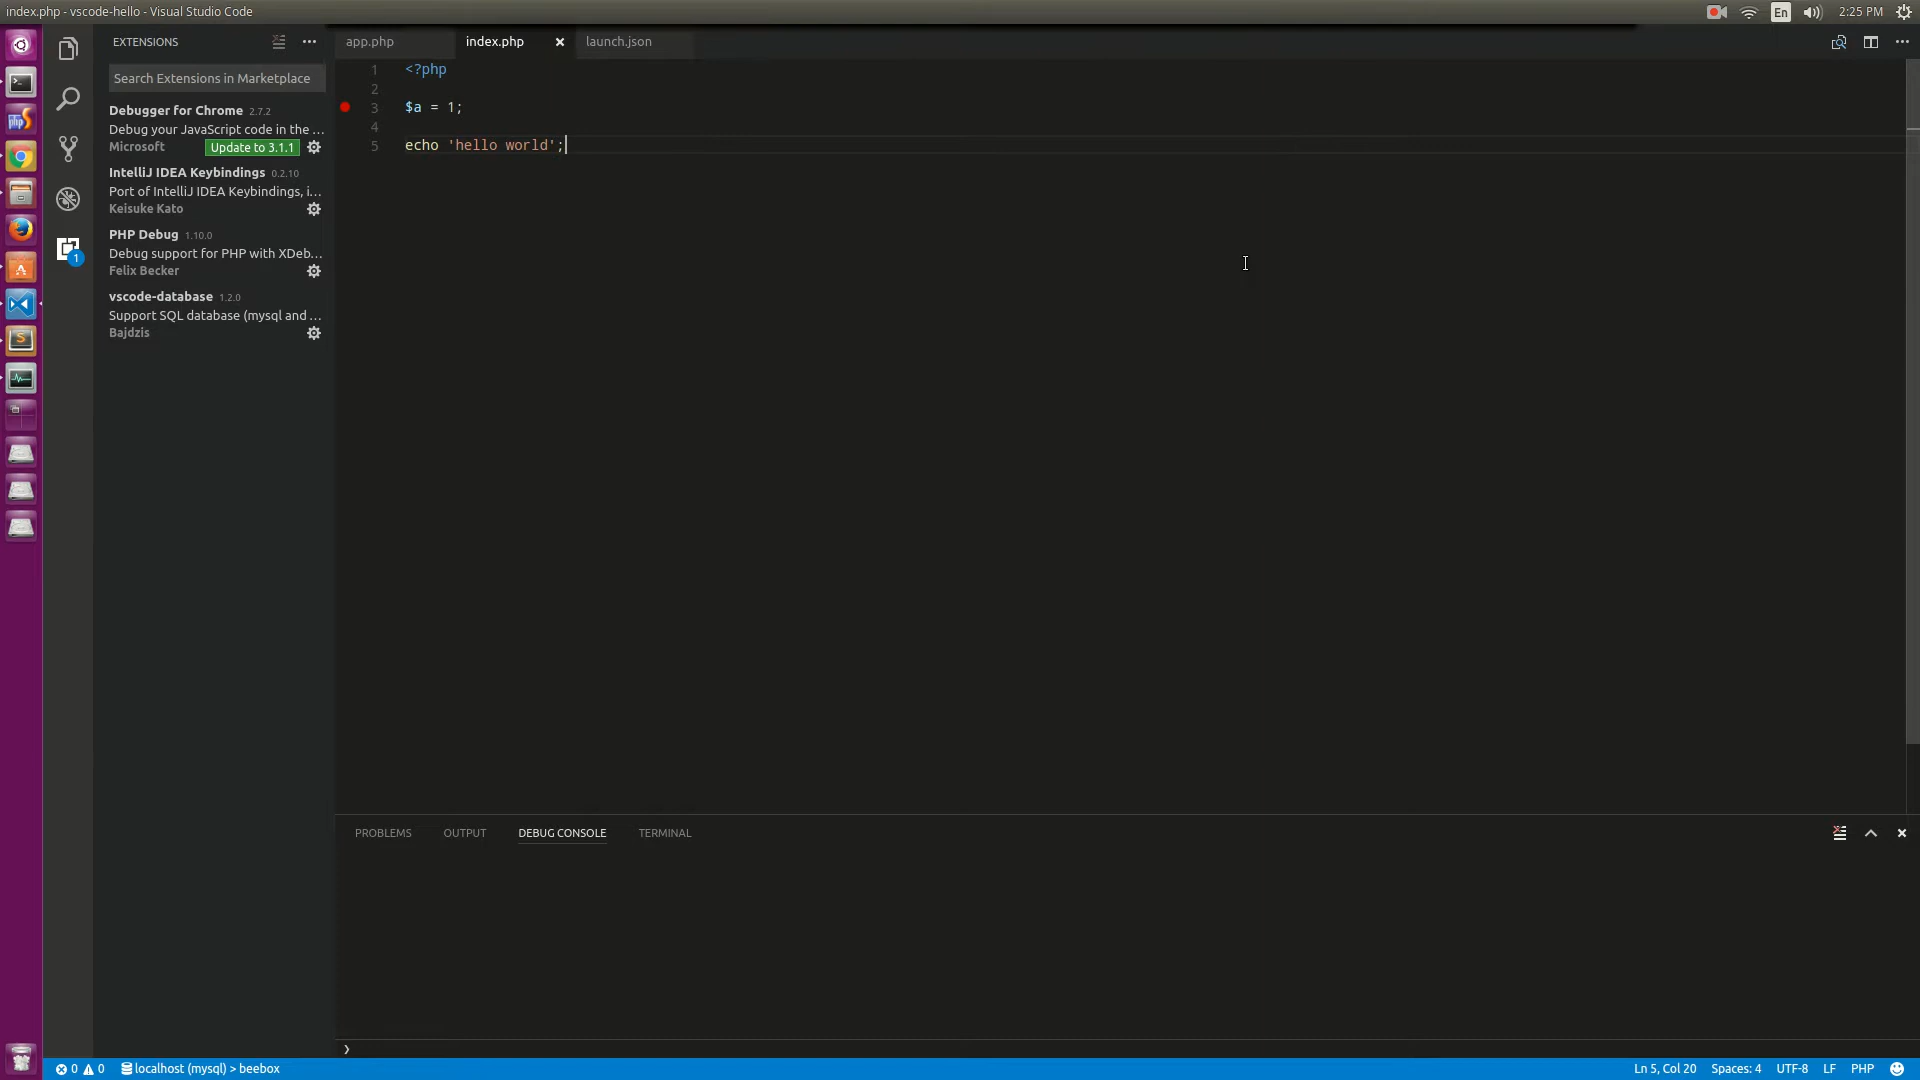 index.php - vscode-hello - Visual Studio Code
En
2:25 PM
EXTENSIONS
Search Extensions in Marketplace
Debugger for Chrome 2.7.2
Debug your JavaScript code in the ...
Microsoft
Update to 3.1.1
IntelliJ IDEA Keybindings 0.2.10
Port of IntelliJ IDEA Keybindings, i...
Keisuke Kato
PHP Debug 1.10.0
Debug support for PHP with XDeb...
Felix Becker
vscode-database 1.2.0
Support SQL database (mysql and ...
Bajdzis
1
php
app.php
index.php
launch.json
1 <?php
2
3 $a = 1;
4
5 echo 'hello world';
PROBLEMS
OUTPUT
DEBUG CONSOLE
TERMINAL
0
0
localhost (mysql) > beebox
Ln 5, Col 20
Spaces: 4
UTF-8
LF
PHP